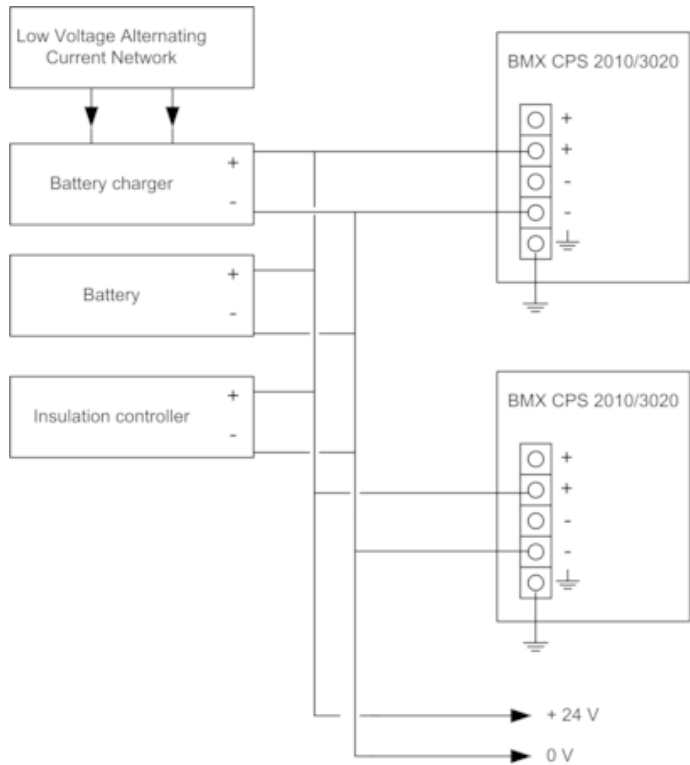 Low Voltage Alternating
Current Network
BMX CPS 2010/3020
+
+
-
-
Battery charger
+
-
Battery
+
-
Insulation controller
+
-
BMX CPS 2010/3020
+
+
-
-
+ 24 V
0 V